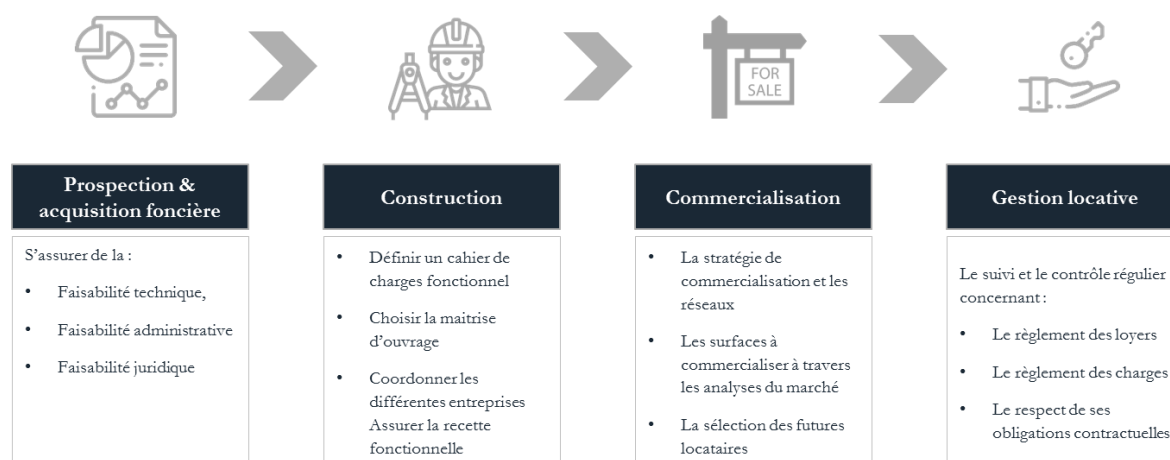 FOR
SALE
Prospection &
acquisition foncière
S'assurer de la :
• Faisabilité technique,
• Faisabilité administrative
• Faisabilité juridique
Construction
• Définir un cahier de
charges fonctionnel
• Choisir la maitrise
d'ouvrage
• Coordonner les
différentes entreprises
Assurer la recette
fonctionnelle
Commercialisation
• La stratégie de
commercialisation et les
réseaux
• Les surfaces à
commercialiser à travers
les analyses du marché
• La sélection des futures
locataires
Gestion locative
Le suivi et le contrôle régulier
concernant :
• Le règlement des loyers
• Le règlement des charges
• Le respect de ses
obligations contractuelles